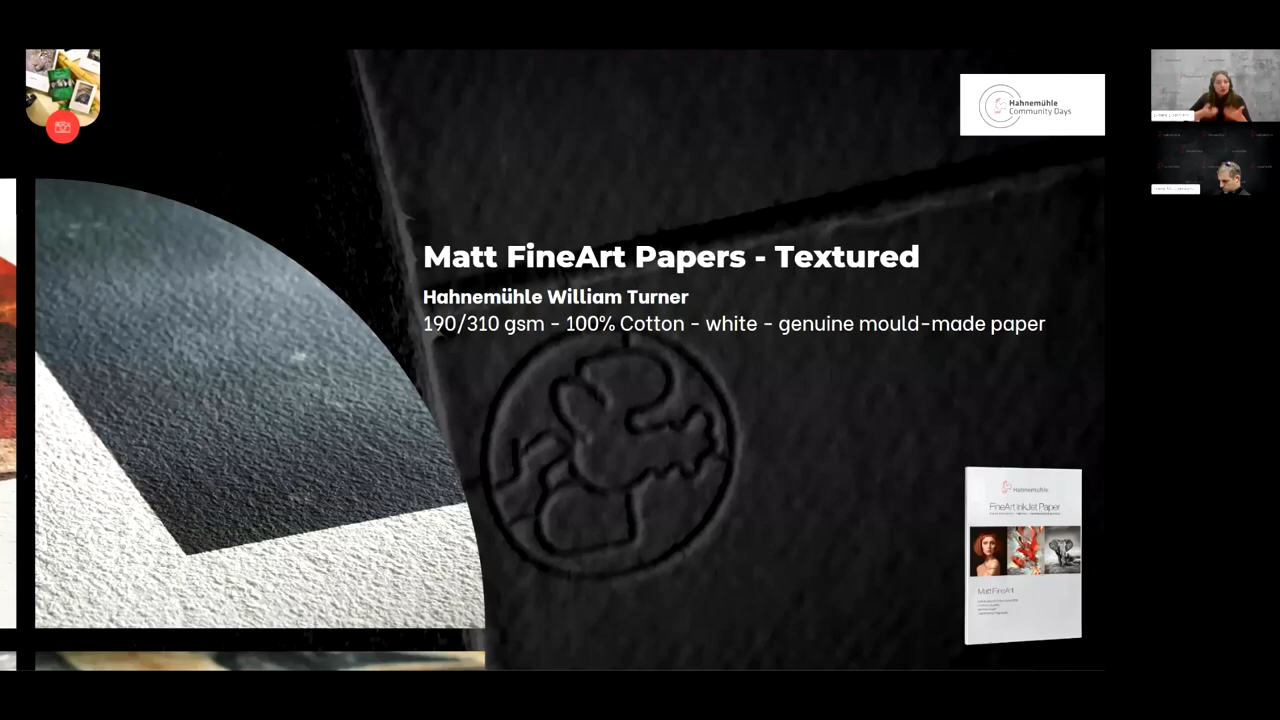 Hahnemühle
Community Days
Matt FineArt Papers - Textured
Hahnemühle William Turner
190/310 gsm - 100% Cotton - white - genuine mould-made paper
Hahnemühle
FineArt InkJet Paper
Matt FineArt